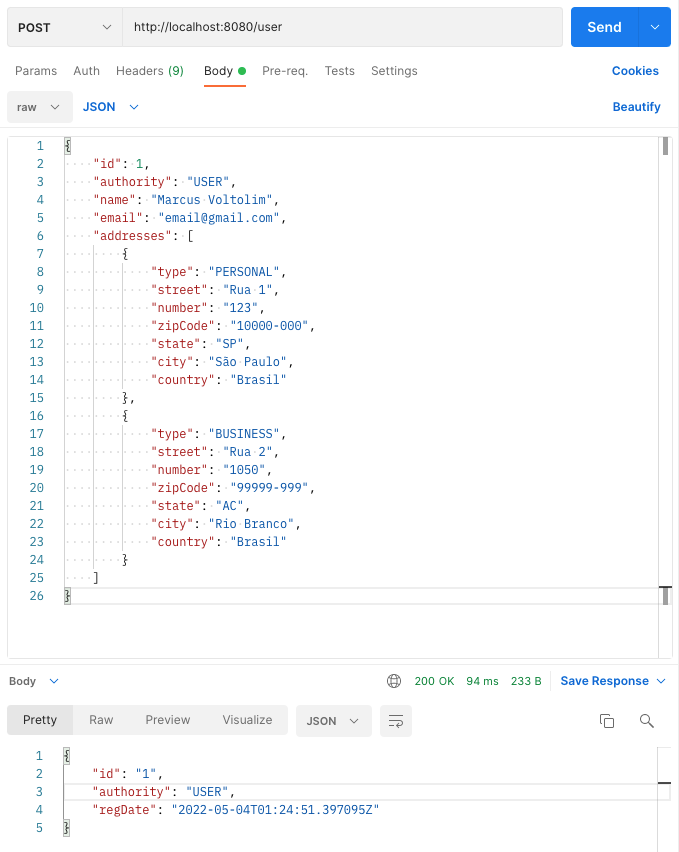 POST http://localhost:8080/user Send
Params Auth Headers (9) Body Pre-req. Tests Settings Cookies
raw JSON Beautify
1 {
2 "id": 1,
3 "authority": "USER",
4 "name": "Marcus Voltolim",
5 "email": "email@gmail.com",
6 "addresses": [
7 {
8 "type": "PERSONAL",
9 "street": "Rua 1",
10 "number": "123",
11 "zipCode": "10000-000",
12 "state": "SP",
13 "city": "São Paulo",
14 "country": "Brasil"
15 },
16 {
17 "type": "BUSINESS",
18 "street": "Rua 2",
19 "number": "1050",
20 "zipCode": "99999-999",
21 "state": "AC",
22 "city": "Rio Branco",
23 "country": "Brasil"
24 }
25 ]
26 }
Body 200 OK 94 ms 233 B Save Response
Pretty Raw Preview Visualize JSON
1 {
2 "id": "1",
3 "authority": "USER",
4 "regDate": "2022-05-04T01:24:51.397095Z"
5 }